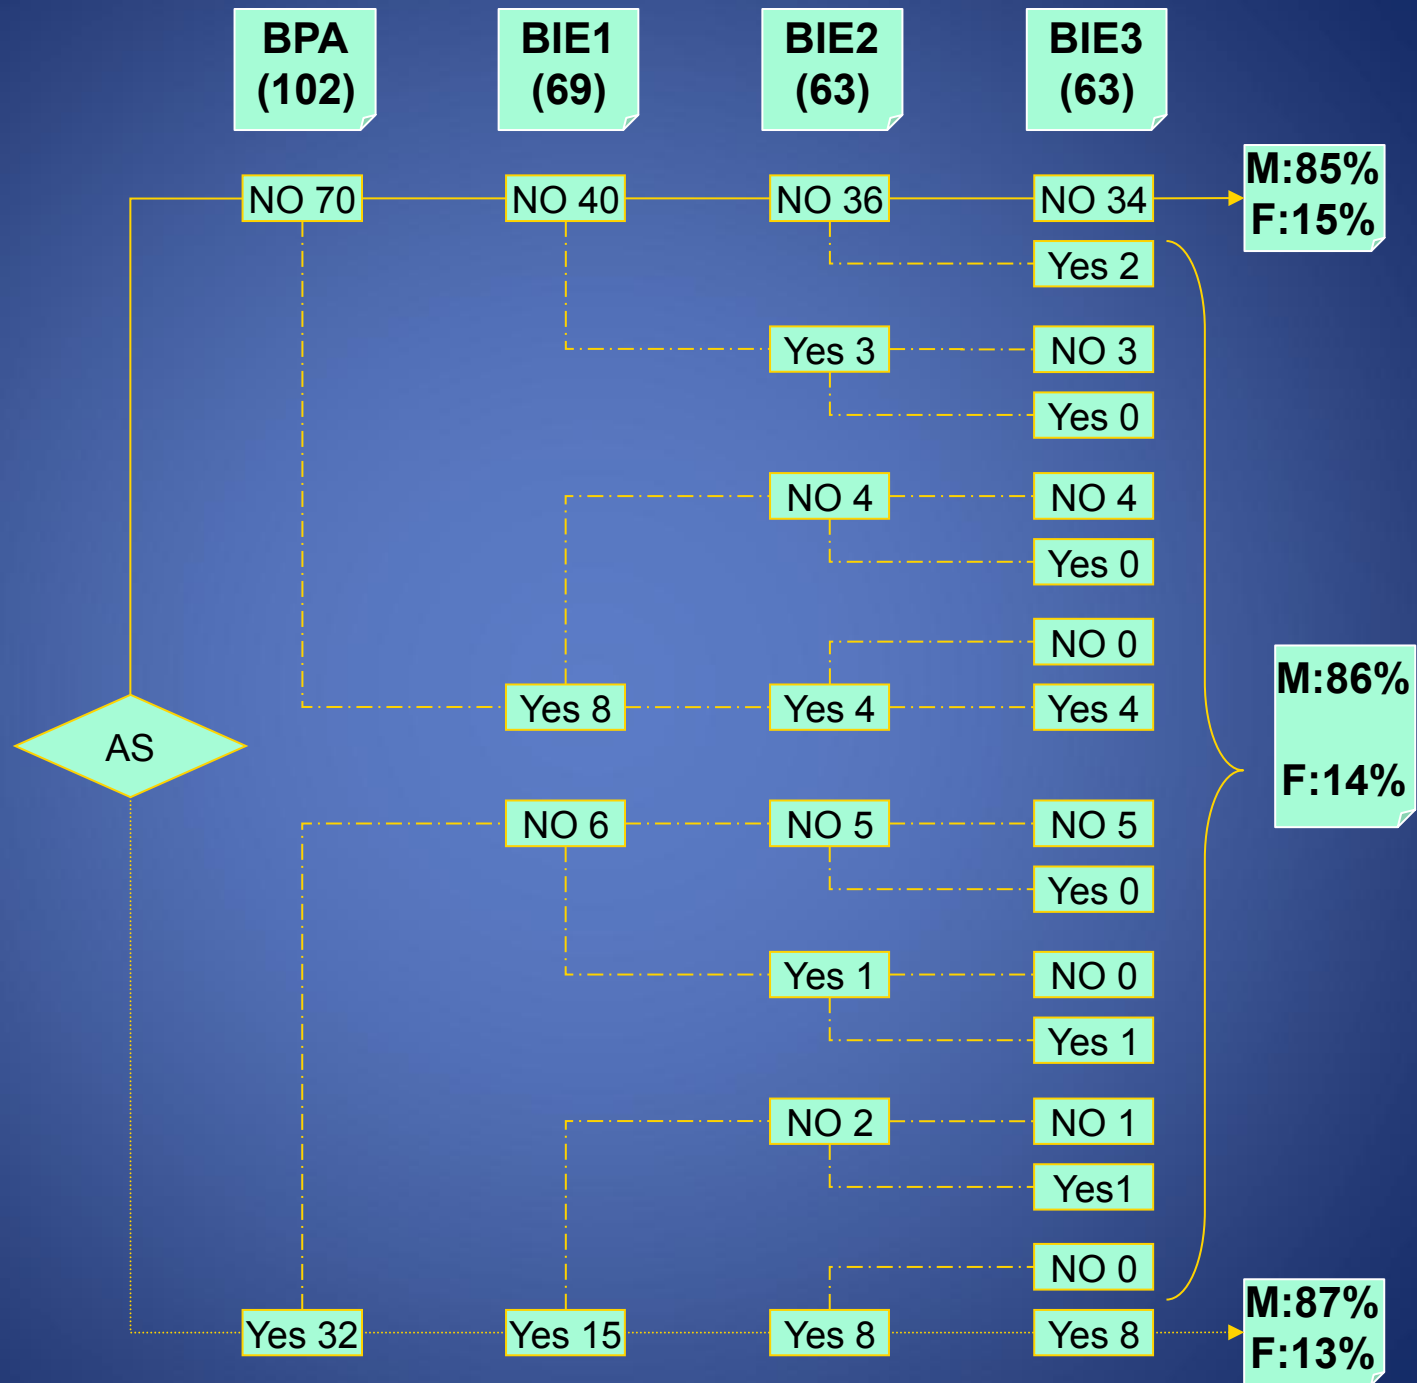 BPA
(102)
BIE1
(69)
BIE2
(63)
BIE3
(63)
NO 70
NO 40
NO 36
NO 34
M:85%
F:15%
Yes 2
Yes 3
NO 3
Yes 0
NO 4
NO 4
Yes 0
NO 0
Yes 8
Yes 4
Yes 4
AS
M:86%
F:14%
NO 6
NO 5
NO 5
Yes 0
Yes 1
NO 0
Yes 1
NO 2
NO 1
Yes1
NO 0
Yes 32
Yes 15
Yes 8
Yes 8
M:87%
F:13%